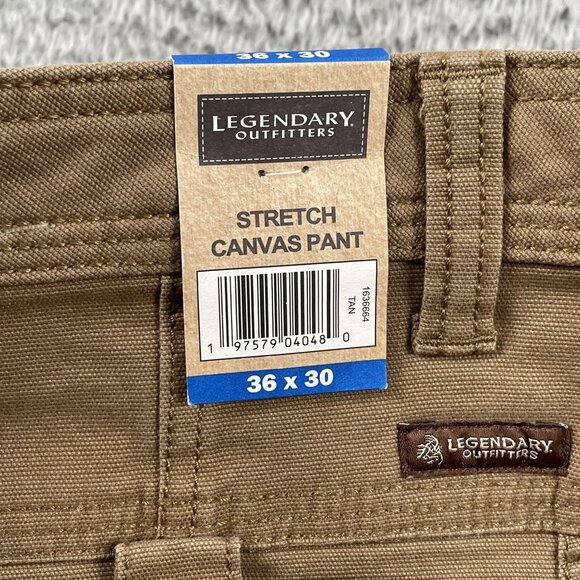 36 x 30
LEGENDARY
OUTFITTERS
STRETCH
CANVAS PANT
1636664
TAN
1 97579 04048 0
36 x 30
LEGENDARY
OUTFITTERS